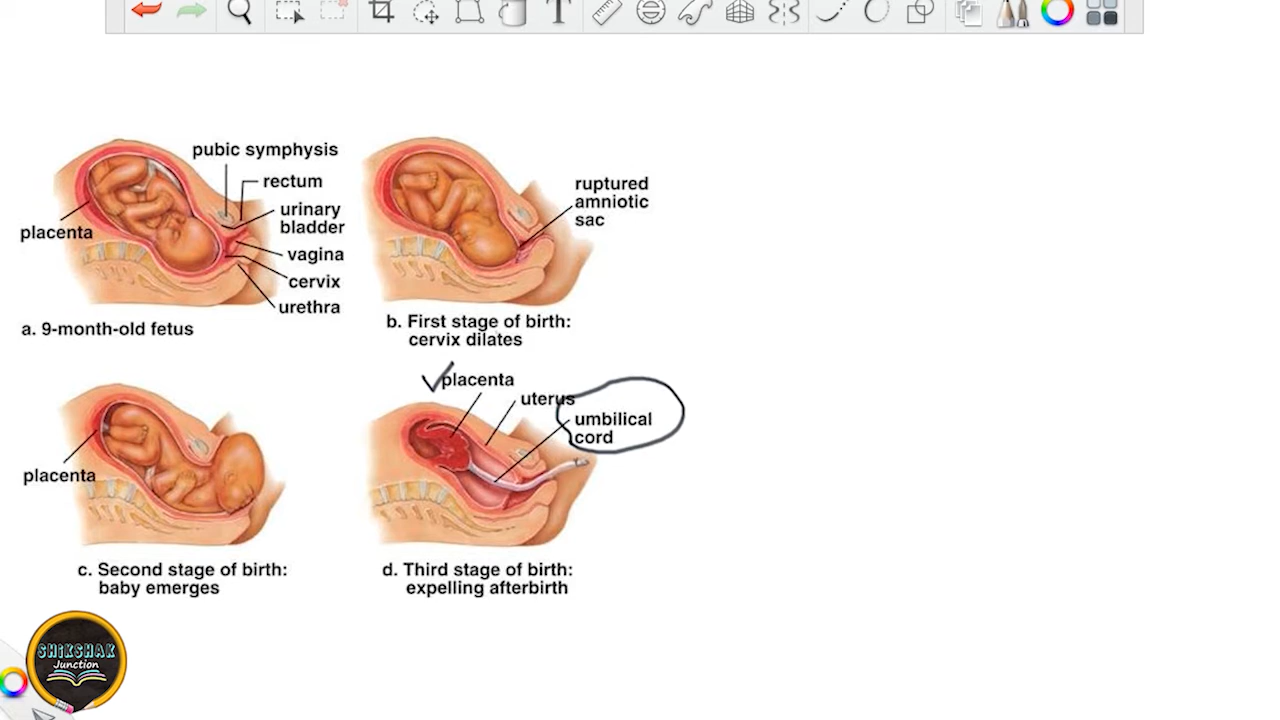 T
pubic symphysis
rectum
urinary
bladder
placenta
vagina
cervix
urethra
a. 9-month-old fetus
ruptured
amniotic
sac
b. First stage of birth:
cervix dilates
placenta
c. Second stage of birth:
baby emerges
placenta
uterus
umbilical
cord
d. Third stage of birth:
expelling afterbirth
SHiKSHAK
Junction